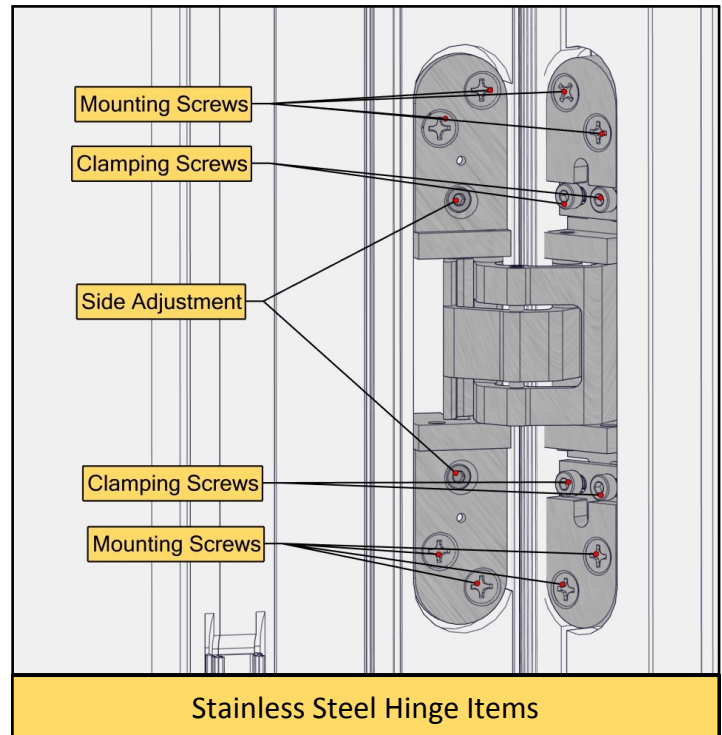 Mounting Screws
Clamping Screws
Side Adjustment
Clamping Screws
Mounting Screws
Stainless Steel Hinge Items